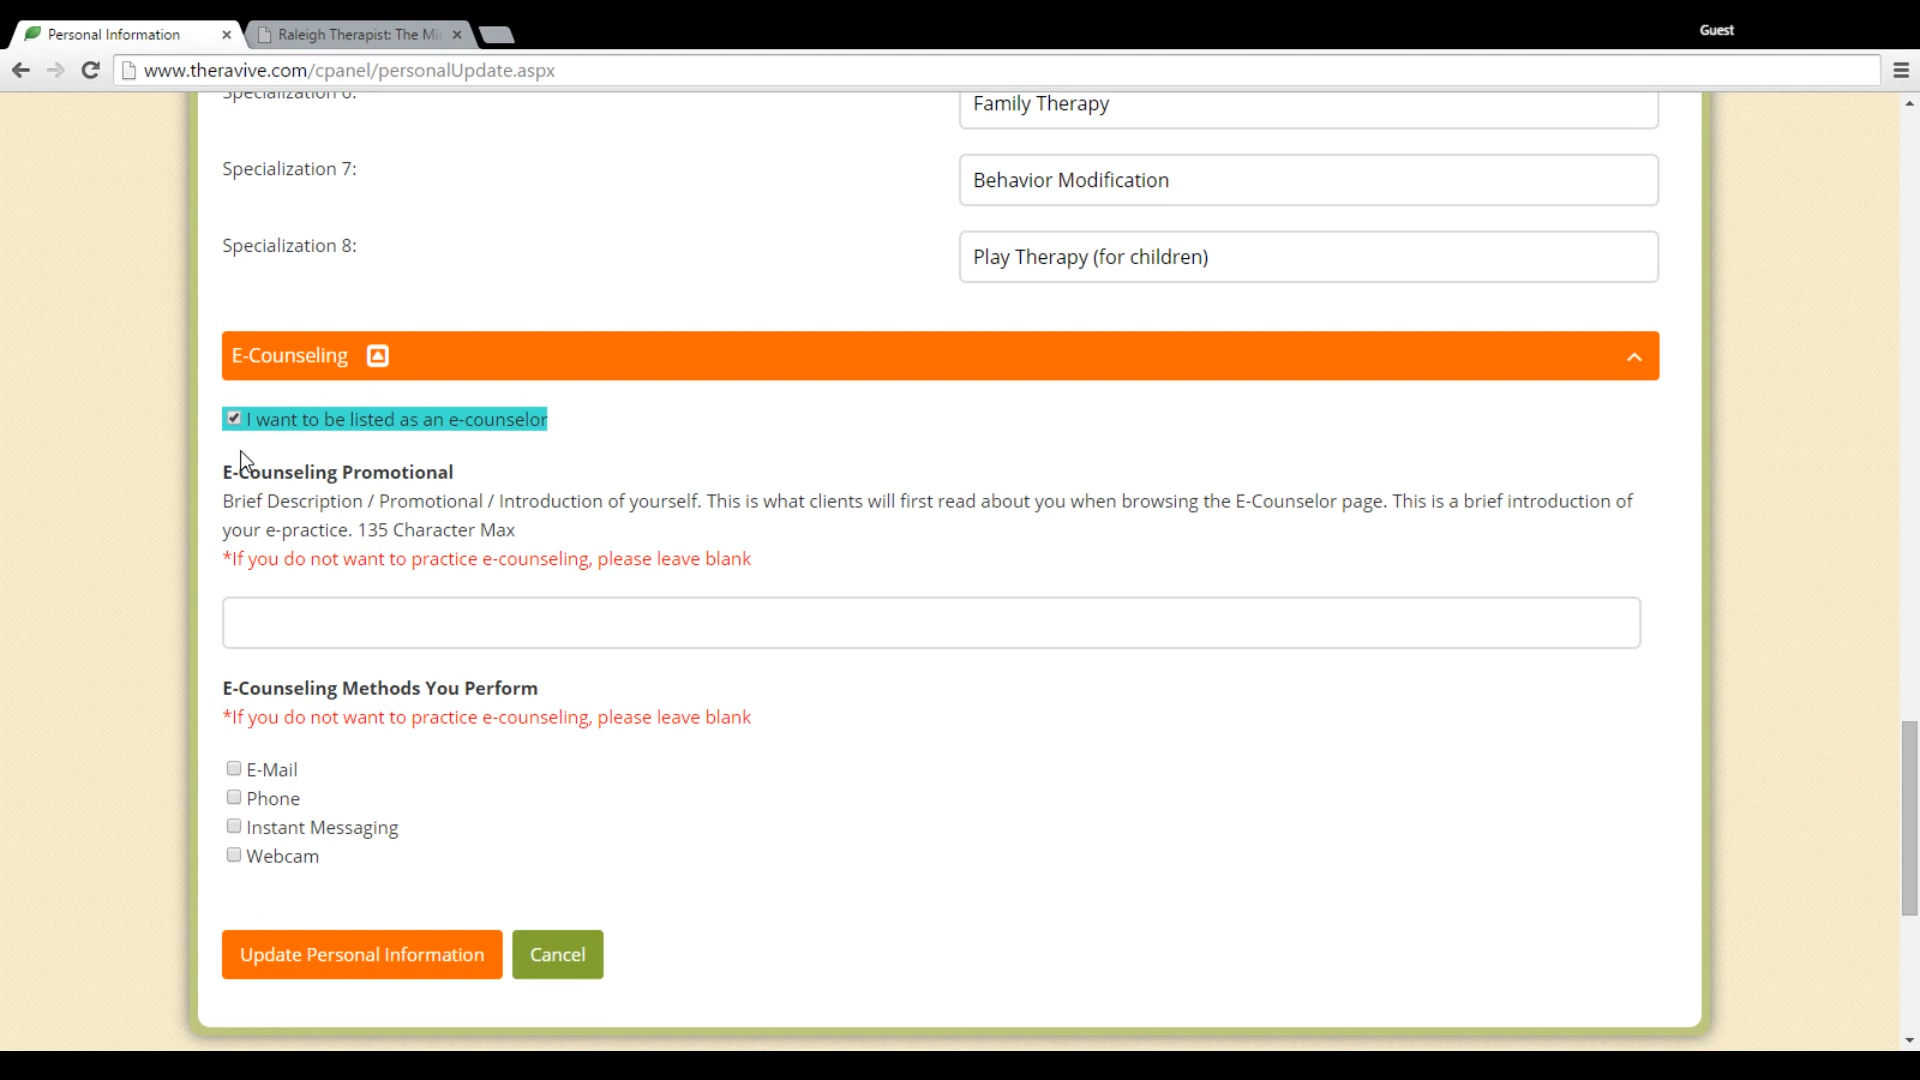 Personal Information
Raleigh Therapist: The Mi
Guest
www.theravive.com/cpanel/personalUpdate.aspx
Specialization 6:
Family Therapy
Specialization 7:
Behavior Modification
Specialization 8:
Play Therapy (for children)
E-Counseling
I want to be listed as an e-counselor
E-Counseling Promotional
Brief Description / Promotional / Introduction of yourself. This is what clients will first read about you when browsing the E-Counselor page. This is a brief introduction of
your e-practice. 135 Character Max
*If you do not want to practice e-counseling, please leave blank
E-Counseling Methods You Perform
*If you do not want to practice e-counseling, please leave blank
E-Mail
Phone
Instant Messaging
Webcam
Update Personal Information
Cancel